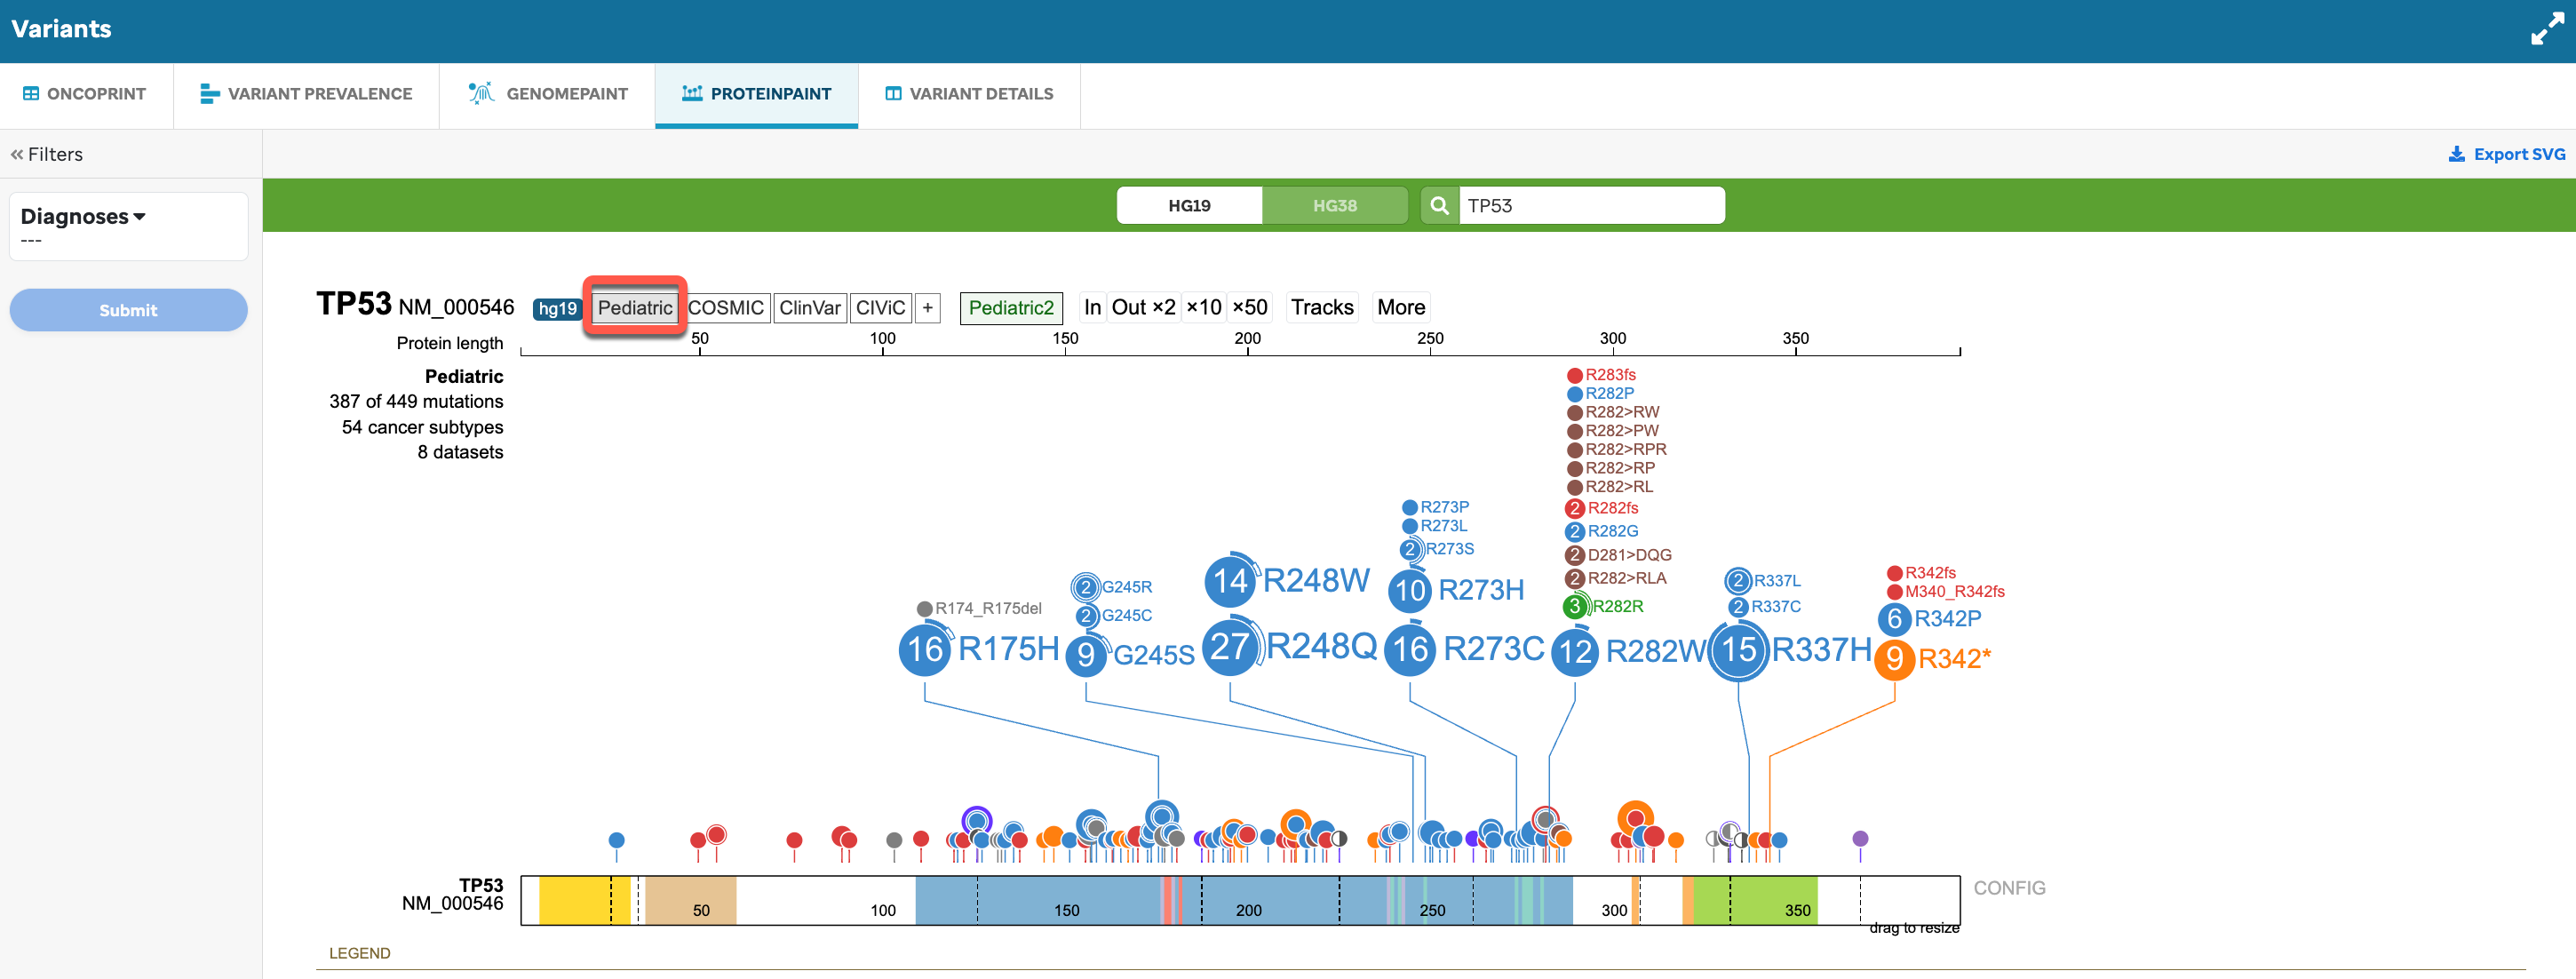 Variants
ONCOPRINT
VARIANT PREVALENCE
GENOMEPAINT
PROTEINPAINT
VARIANT DETAILS
Filters
Export SVG
Diagnoses
---
Submit
HG19
HG38
TP53
TP53 NM_000546 hg19 Pediatric COSMIC ClinVar CIViC + Pediatric2 In Out ×2 ×10 ×50 Tracks More
Protein length
50 100 150 200 250 300 350
Pediatric
387 of 449 mutations
54 cancer subtypes
8 datasets
R283fs
R282P
R282>RW
R282>PW
R282>RPR
R282>RP
R282>RL
2 R282fs
2 R282G
2 D281>DQG
2 R282>RLA
3 R282R
12 R282W
R273P
R273L
2 R273S
10 R273H
16 R273C
14 R248W
27 R248Q
2 G245R
2 G245C
9 G245S
R174_R175del
16 R175H
2 R337L
2 R337C
15 R337H
R342fs
M340_R342fs
6 R342P
9 R342*
TP53
NM_000546
50 100 150 200 250 300 350
CONFIG
drag to resize
LEGEND